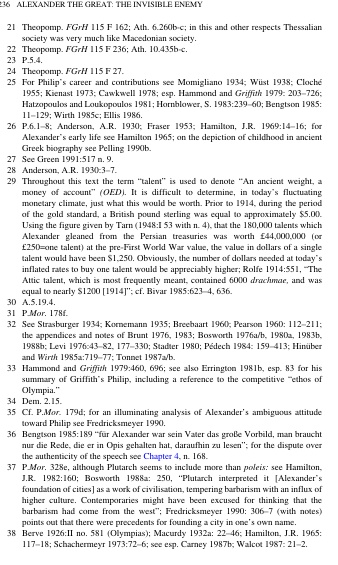 236 ALEXANDER THE GREAT: THE INVISIBLE ENEMY
21 Theopomp. FGrH 115 F 162; Ath. 6.260b-c; in this and other respects Thessalian
society was very much like Macedonian society.
22 Theopomp. FGrH 115 F 236; Ath. 10.435b-c.
23 P.5.4.
24 FGrH 115 F 27.
25 For Philip's career and contributions see Momigliano 1934; Wüst 1938; Cloché
1955; Kienast 1973; Cawkwell 1978; esp. Hammond and Griffith 1979: 203–726;
Hatzopoulos and Loukopoulos 1981; Hornblower, S. 1983:239–60; Bengtson 1985:
11–129; Wirth 1985c; Ellis 1986.
26 P.6.1–8; Anderson, A.R. 1930; Fraser 1953; Hamilton, J.R. 1969:14–16; for
Alexander's early life see Hamilton 1965; on the depiction of childhood in ancient
Greek biography see Pelling 1990b.
27 See Green 1991:517 n. 9.
28 Anderson, A.R. 1930:3–7.
29 Throughout this text the term “talent” is used to denote “An ancient weight, a
money of account” (OED). It is difficult to determine, in today's fluctuating
monetary climate, just what this would be worth. Prior to 1914, during the period
of the gold standard, a British pound sterling was equal to approximately $5.00.
Using the figure given by Tarn (1948:153 with n. 4), that the 180,000 talents which
Alexander gleaned from the Persian treasuries was worth £44,000,000 (or
£250=one talent) at the pre-First World War value, the value in dollars of a single
talent would have been $1,250. Obviously, the number of dollars needed at today's
inflated rates to buy one talent would be appreciably higher; Rolfe 1914:551, “The
Attic talent, which is most frequently meant, contained 6000 drachmae, and was
equal to nearly $1200 [1914]”; cf. Bivar 1985:623–4, 636.
30 A.5.19.4.
31 P.Mor. 178f.
32 See Strasburger 1934; Kornemann 1935; Breebaart 1960; Pearson 1960: 112–211;
the appendices and notes of Brunt 1976, 1983; Bosworth 1976a/b, 1980a, 1983b,
1988b; Levi 1976:43–82, 177–330; Stadter 1980; Pédech 1984: 159–413; Hinüber
and Wirth 1985a:719–77; Tonnet 1987a/b.
33 Hammond and Griffith 1979:460, 696; see also Errington 1981b, esp. 83 for his
summary of Griffith's Philip, including a reference to the competitive “ethos of
Olympia.”
34 Dem. 2.15.
35 Cf. P.Mor. 179d; for an illuminating analysis of Alexander's ambiguous attitude
toward Philip see Fredricksmeyer 1990.
36 Bengtson 1985:189 “für Alexander war sein Vater das große Vorbild, man braucht
nur die Rede, die er in Opis gehalten hat, daraufhin zu lesen”; for the dispute over
the authenticity of the speech see Chapter 4, n. 168.
37 P.Mor. 328e, although Plutarch seems to include more than poleis: see Hamilton,
J.R. 1982:160; Bosworth 1988a: 250, “Plutarch interpreted it [Alexander's
foundation of cities] as a work of civilisation, tempering barbarism with an influx of
higher culture. Contemporaries might have been excused for thinking that the
barbarism had come from the west”; Fredricksmeyer 1990: 306–7 (with notes)
points out that there were precedents for founding a city in one's own name.
38 Berve 1926:II no. 581 (Olympias); Macurdy 1932a: 22–46; Hamilton, J.R. 1965:
117–18; Schachermeyr 1973:72–6; see esp. Carney 1987b; Walcot 1987: 21–2.